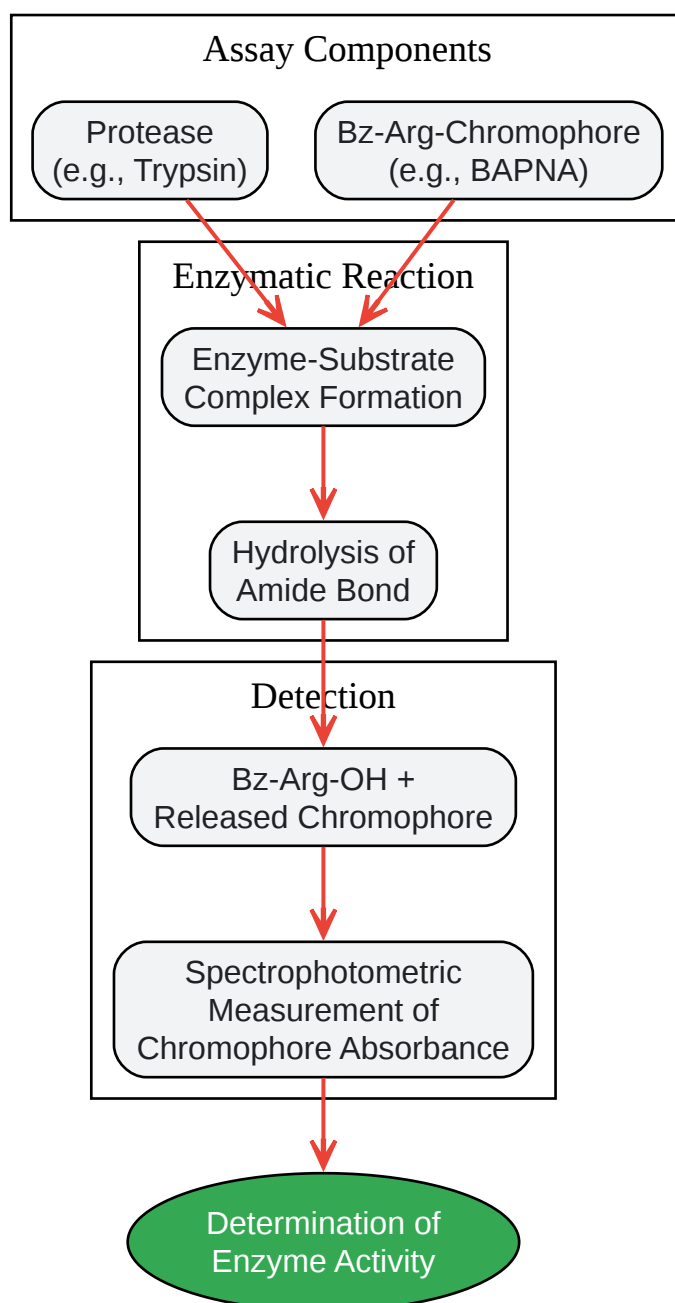 Assay Components
Protease
(e.g., Trypsin)
Bz-Arg-Chromophore
(e.g., BAPNA)
Enzymatic Reaction
Enzyme-Substrate
Complex Formation
Hydrolysis of
Amide Bond
Detection
Bz-Arg-OH +
Released Chromophore
Spectrophotometric
Measurement of
Chromophore Absorbance
Determination of
Enzyme Activity